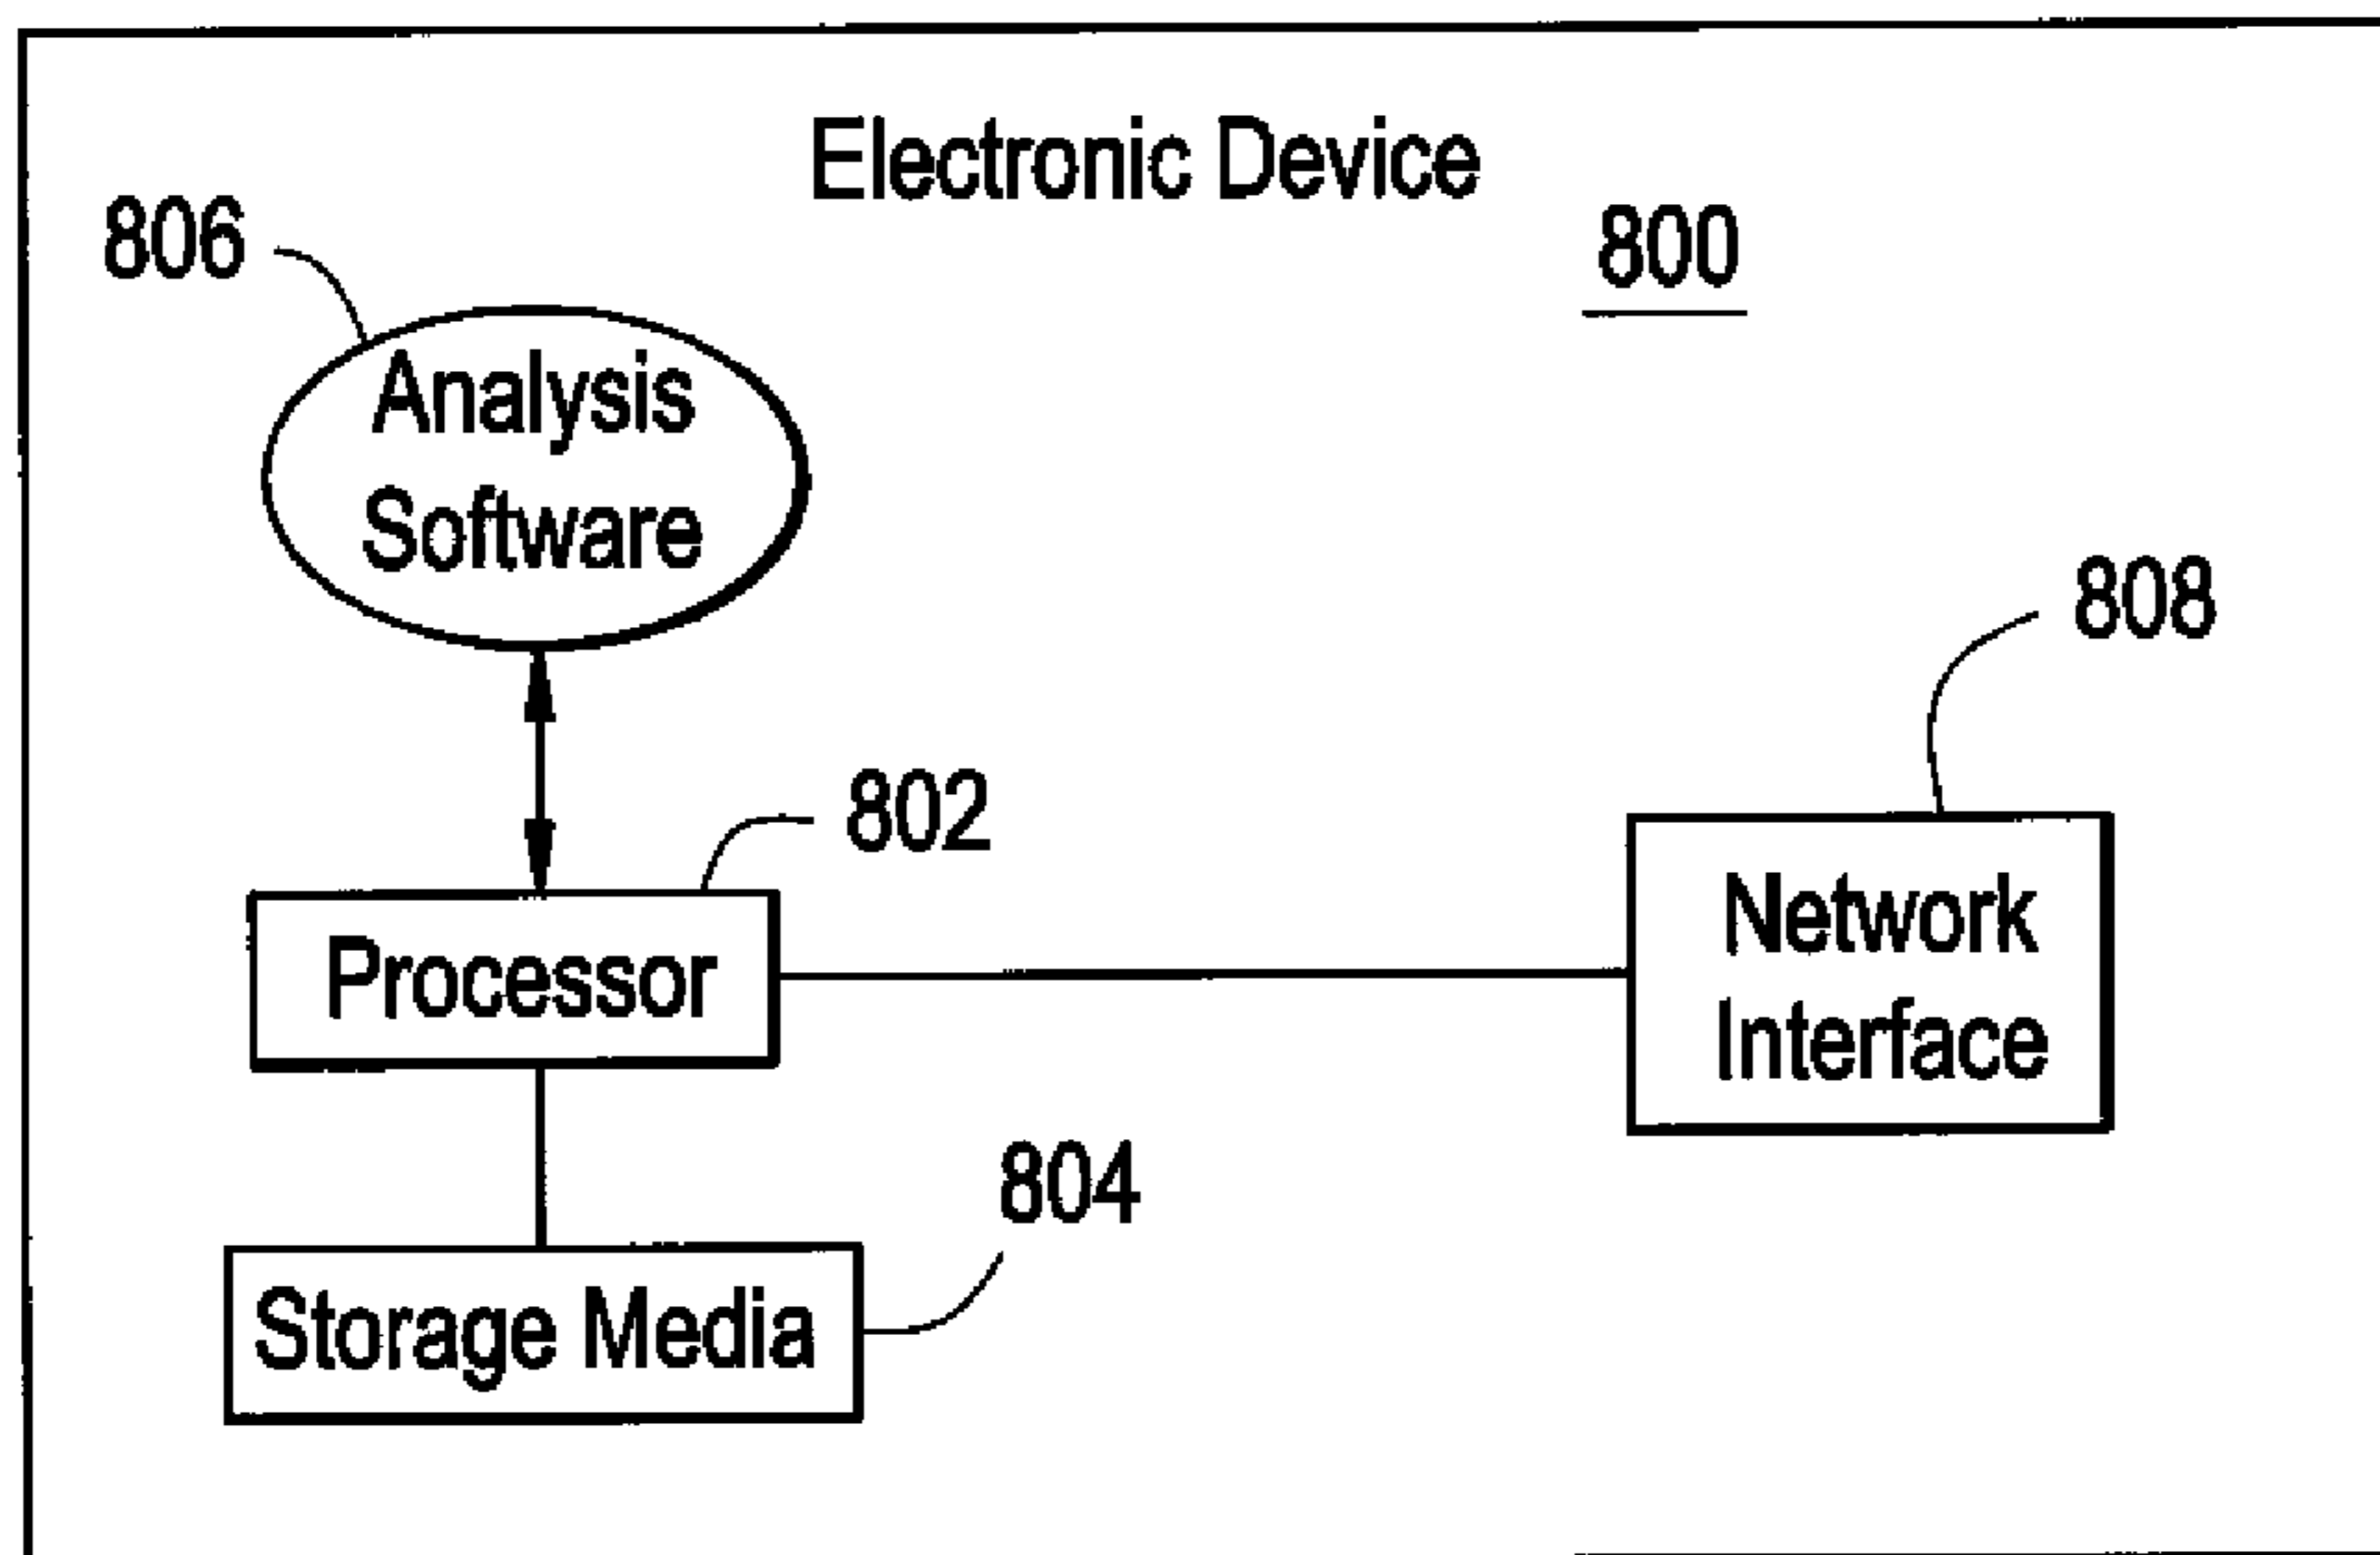 Electronic Device
800
806
Analysis
Software
808
802
Processor
Network
Interface
804
Storage Media